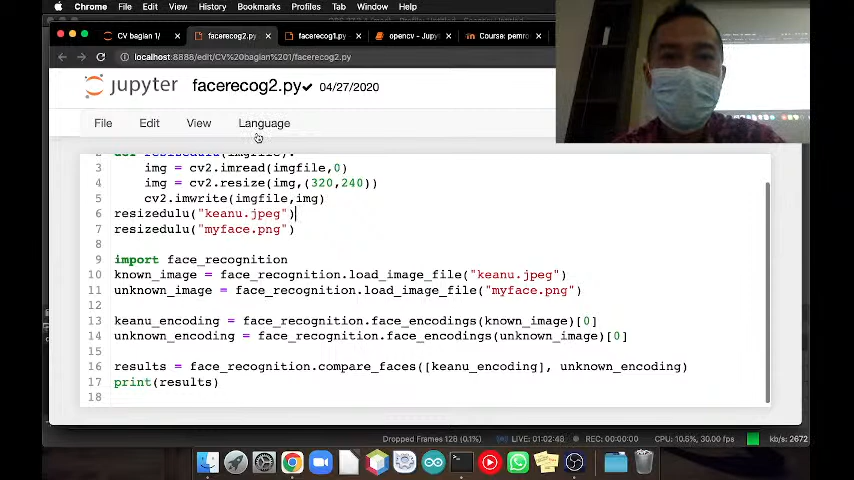 Chrome File Edit View History Bookmarks Profiles Tab Window Help
CV bagian 1/ facerecog2.py facerecog1.py opencv - Jupyt Course: pemro
localhost:8888/edit/CV%20bagian%201/facerecog2.py
jupyter facerecog2.py 04/27/2020
File Edit View Language
2 def resizedulu(imgfile):
3 img = cv2.imread(imgfile,0)
4 img = cv2.resize(img,(320,240))
5 cv2.imwrite(imgfile,img)
6 resizedulu("keanu.jpeg")
7 resizedulu("myface.png")
8
9 import face_recognition
10 known_image = face_recognition.load_image_file("keanu.jpeg")
11 unknown_image = face_recognition.load_image_file("myface.png")
12
13 keanu_encoding = face_recognition.face_encodings(known_image)[0]
14 unknown_encoding = face_recognition.face_encodings(unknown_image)[0]
15
16 results = face_recognition.compare_faces([keanu_encoding], unknown_encoding)
17 print(results)
18
Dropped Frames 128 (0.1%) LIVE: 01:02:48 REC: 00:00:00 CPU: 10.6%, 30.00 fps kb/s: 2672